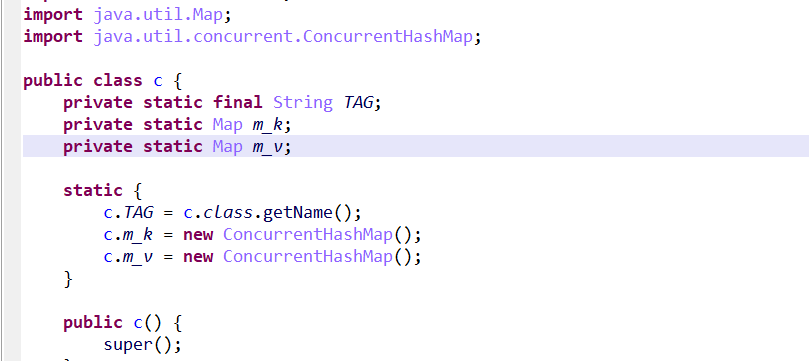 import java.util.Map;
import java.util.concurrent.ConcurrentHashMap;
public class c {
private static final String TAG;
private static Map m_k;
private static Map m_v;
static {
c.TAG = c.class.getName();
c.m_k = new ConcurrentHashMap();
c.m_v = new ConcurrentHashMap();
}
public c() {
super();